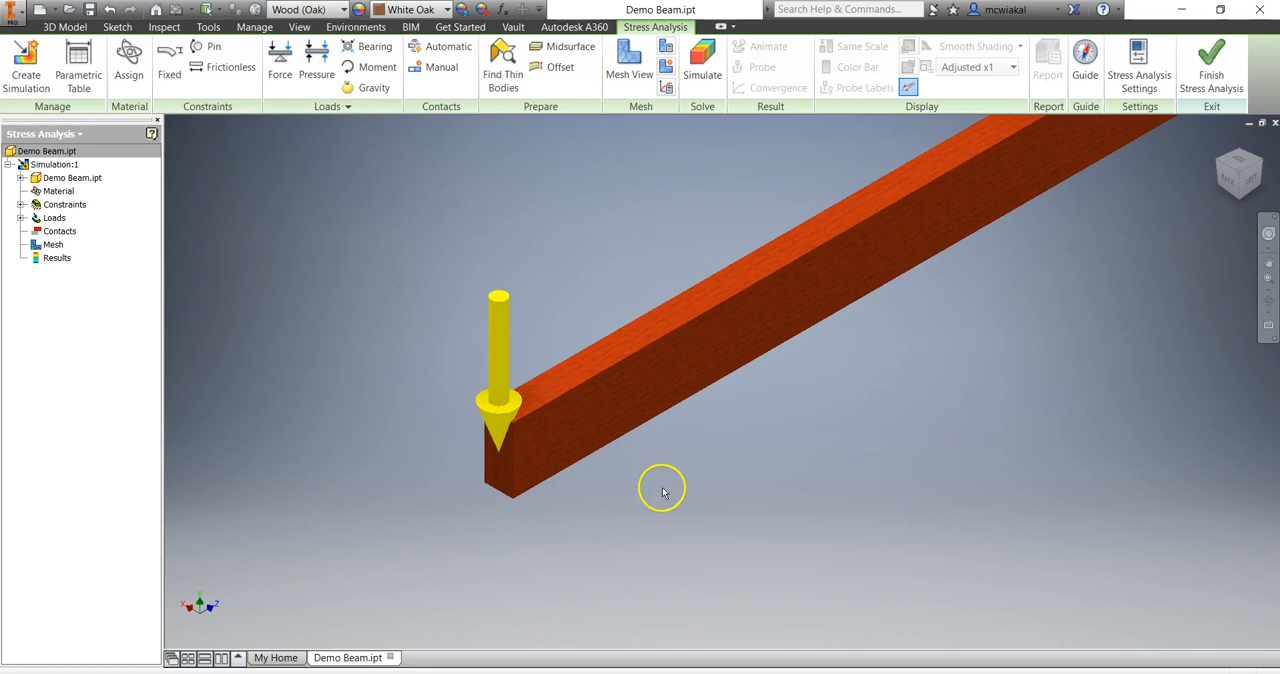 PRO
Wood (Oak)
White Oak
Demo Beam.ipt
Search Help & Commands...
mcwiakal
3D Model Sketch Inspect Tools Manage View Environments BIM Get Started Vault Autodesk A360 Stress Analysis
Create Simulation
Parametric Table
Manage
Assign
Material
Fixed
Pin
Frictionless
Constraints
Force
Pressure
Bearing
Moment
Gravity
Loads
Automatic
Manual
Contacts
Find Thin Bodies
Midsurface
Offset
Prepare
Mesh View
Mesh
Simulate
Solve
Animate
Probe
Convergence
Result
Same Scale
Color Bar
Probe Labels
Smooth Shading
Adjusted x1
Display
Report
Report
Guide
Guide
Stress Analysis Settings
Settings
Finish Stress Analysis
Exit
Stress Analysis
Demo Beam.ipt
Simulation:1
Demo Beam.ipt
Material
Constraints
Loads
Contacts
Mesh
Results
BACK
LEFT
X
Y
Z
My Home
Demo Beam.ipt